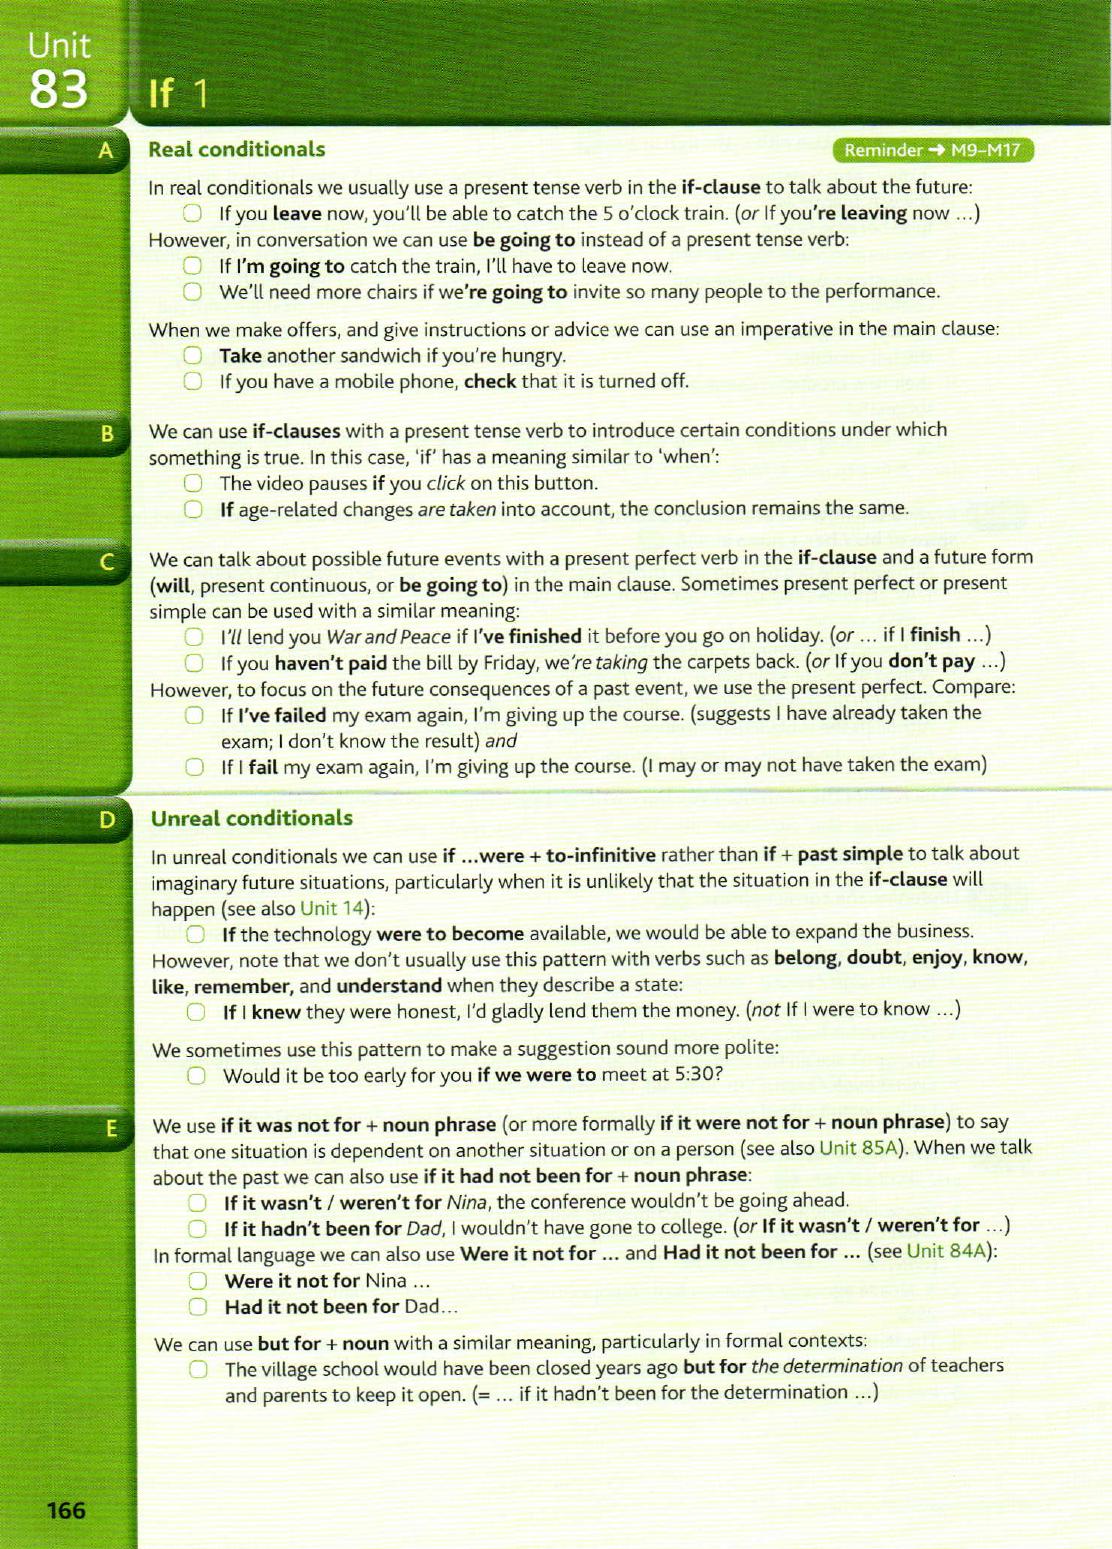 Unit
83
If 1
A
Real conditionals
Reminder → M9–M17
In real conditionals we usually use a present tense verb in the if-clause to talk about the future:
If you leave now, you'll be able to catch the 5 o'clock train. (or If you're leaving now ...)
However, in conversation we can use be going to instead of a present tense verb:
If I'm going to catch the train, I'll have to leave now.
We'll need more chairs if we're going to invite so many people to the performance.
When we make offers, and give instructions or advice we can use an imperative in the main clause:
Take another sandwich if you're hungry.
If you have a mobile phone, check that it is turned off.
B
We can use if-clauses with a present tense verb to introduce certain conditions under which
something is true. In this case, 'if' has a meaning similar to 'when':
The video pauses if you click on this button.
If age-related changes are taken into account, the conclusion remains the same.
C
We can talk about possible future events with a present perfect verb in the if-clause and a future form
(will, present continuous, or be going to) in the main clause. Sometimes present perfect or present
simple can be used with a similar meaning:
I'll lend you War and Peace if I've finished it before you go on holiday. (or ... if I finish ...)
If you haven't paid the bill by Friday, we're taking the carpets back. (or If you don't pay ...)
However, to focus on the future consequences of a past event, we use the present perfect. Compare:
If I've failed my exam again, I'm giving up the course. (suggests I have already taken the
exam; I don't know the result) and
If I fail my exam again, I'm giving up the course. (I may or may not have taken the exam)
D
Unreal conditionals
In unreal conditionals we can use if ...were + to-infinitive rather than if + past simple to talk about
imaginary future situations, particularly when it is unlikely that the situation in the if-clause will
happen (see also Unit 14):
If the technology were to become available, we would be able to expand the business.
However, note that we don't usually use this pattern with verbs such as belong, doubt, enjoy, know,
like, remember, and understand when they describe a state:
If I knew they were honest, I'd gladly lend them the money. (not If I were to know ...)
We sometimes use this pattern to make a suggestion sound more polite:
Would it be too early for you if we were to meet at 5:30?
E
We use if it was not for + noun phrase (or more formally if it were not for + noun phrase) to say
that one situation is dependent on another situation or on a person (see also Unit 85A). When we talk
about the past we can also use if it had not been for + noun phrase:
If it wasn't / weren't for Nina, the conference wouldn't be going ahead.
If it hadn't been for Dad, I wouldn't have gone to college. (or If it wasn't / weren't for ...)
In formal language we can also use Were it not for ... and Had it not been for ... (see Unit 84A):
Were it not for Nina ...
Had it not been for Dad...
We can use but for + noun with a similar meaning, particularly in formal contexts:
The village school would have been closed years ago but for the determination of teachers
and parents to keep it open. (= ... if it hadn't been for the determination ...)
166